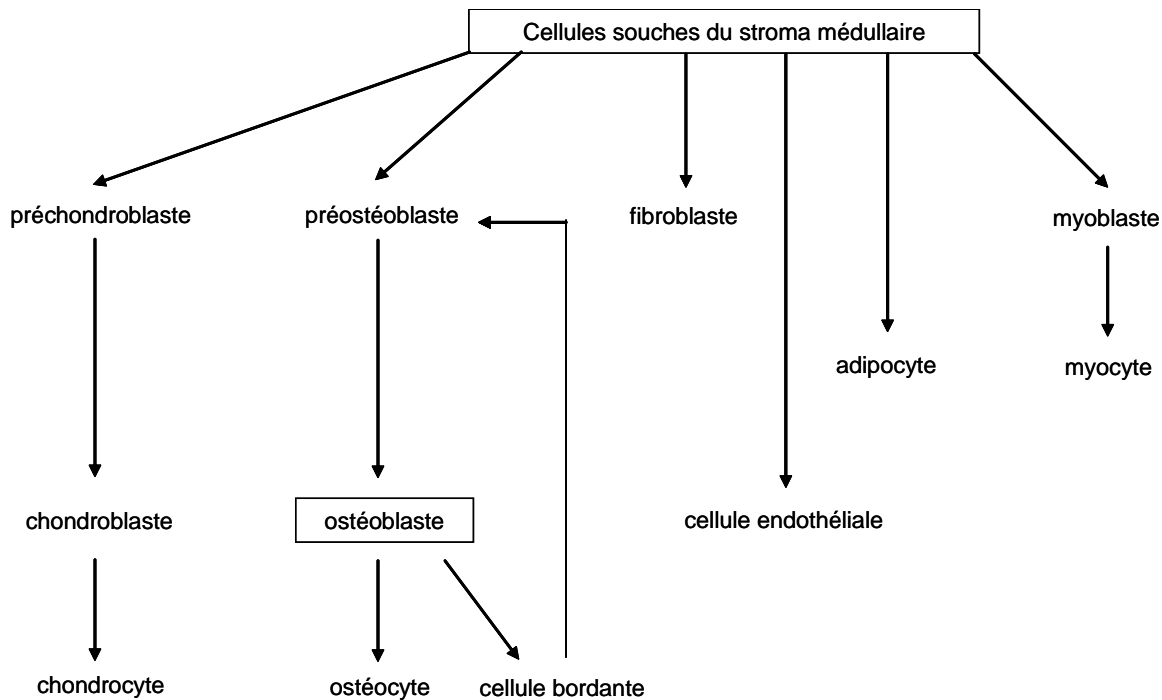 Cellules souches du stroma médullaire
préchondroblaste
préostéoblaste
fibroblaste
myoblaste
adipocyte
myocyte
chondroblaste
ostéoblaste
cellule endothéliale
chondrocyte
ostéocyte
cellule bordante